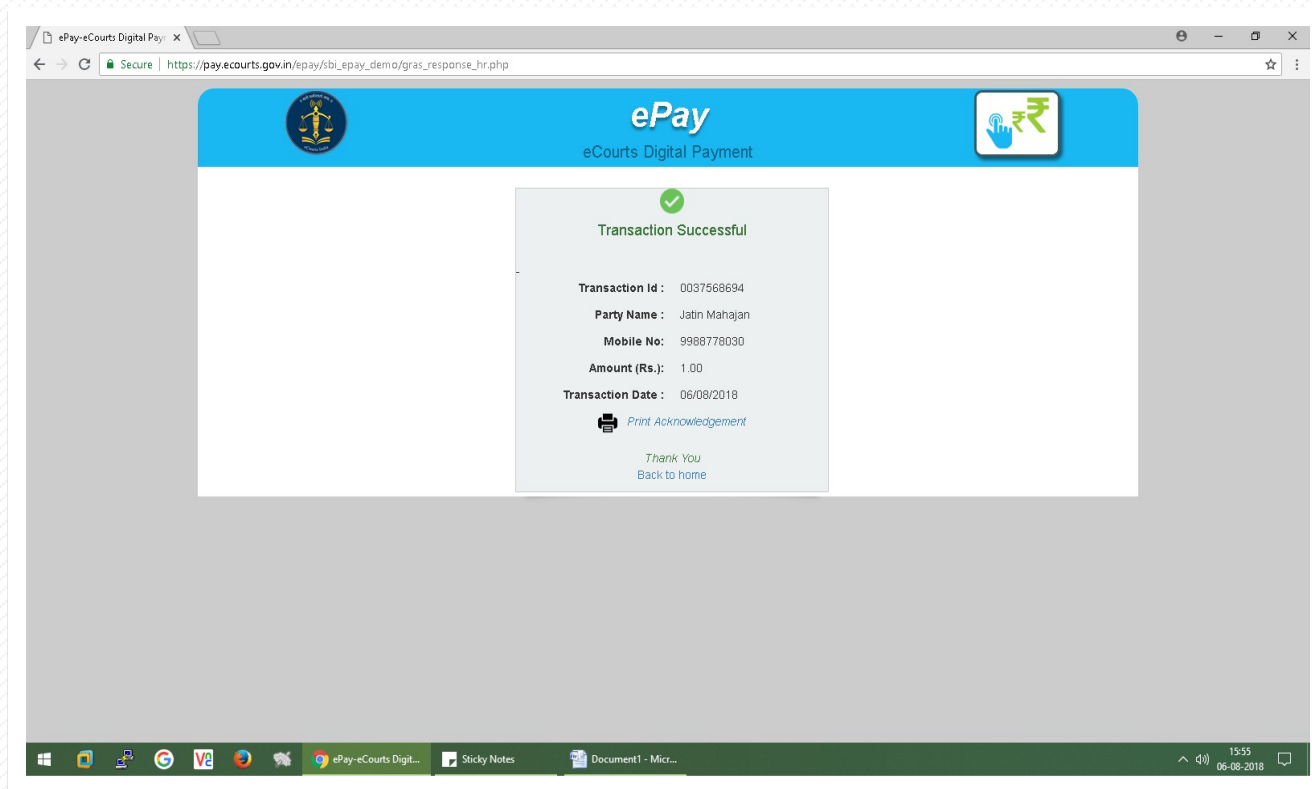 ePay-eCourts Digital Pay
Secure https://pay.ecourts.gov.in/epay/sbi_epay_demo/gras_response_hr.php
ePay
eCourts Digital Payment
₹₹
Transaction Successful
-
Transaction Id : 0037568694
Party Name : Jatin Mahajan
Mobile No: 9988778030
Amount (Rs.): 1.00
Transaction Date : 06/08/2018
Print Acknowledgement
Thank You
Back to home
ePay-eCourts Digit...
Sticky Notes
Document1 - Micr...
15:55
06-08-2018